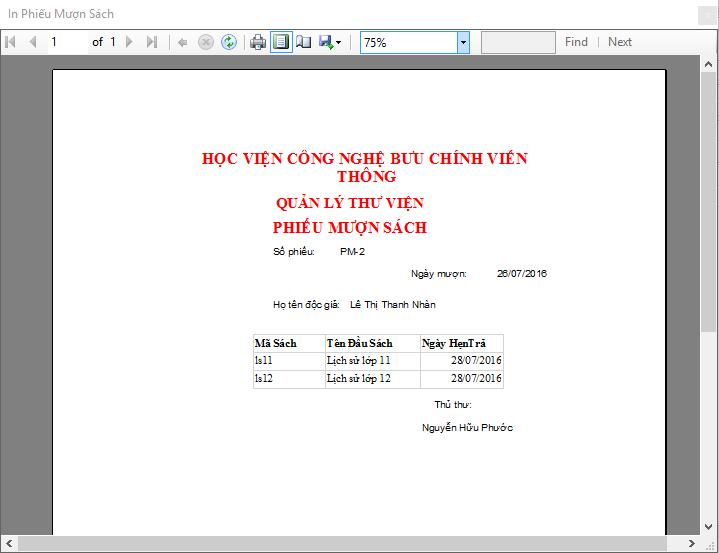 In Phiếu Mượn Sách
1 of 1 75% Find | Next
HỌC VIỆN CÔNG NGHỆ BƯU CHÍNH VIỄN
THÔNG
QUẢN LÝ THƯ VIỆN
PHIẾU MƯỢN SÁCH
Số phiếu: PM-2
Ngày mượn: 26/07/2016
Họ tên độc giả: Lê Thị Thanh Nhàn
Mã Sách Tên Đầu Sách Ngày HẹnTrả
ls11 Lịch sử lớp 11 28/07/2016
ls12 Lịch sử lớp 12 28/07/2016
Thủ thư:
Nguyễn Hữu Phước